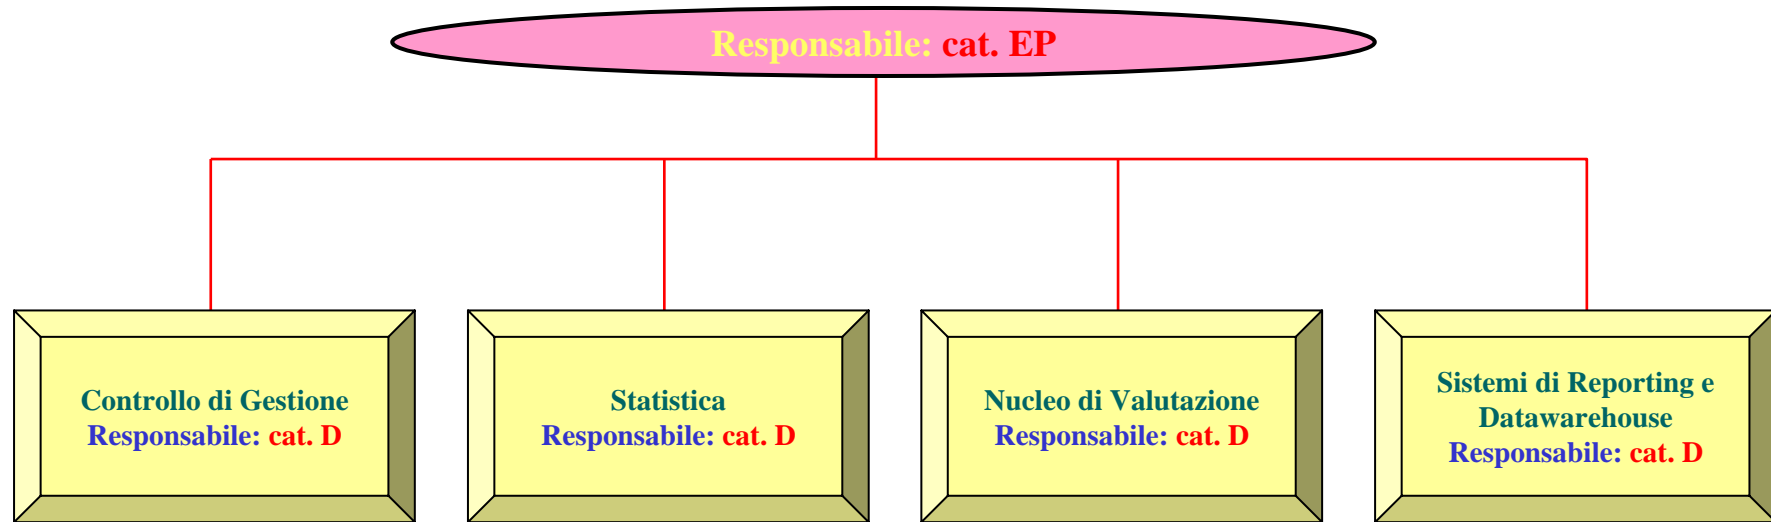 Responsabile: cat. EP
Controllo di Gestione
Responsabile: cat. D
Statistica
Responsabile: cat. D
Nucleo di Valutazione
Responsabile: cat. D
Sistemi di Reporting e
Datawarehouse
Responsabile: cat. D